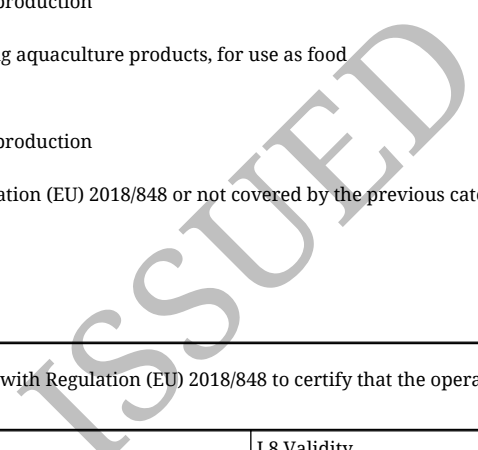 production
g aquaculture products, for use as food
production
ation (EU) 2018/848 or not covered by the previous cate
ISSUED
with Regulation (EU) 2018/848 to certify that the opera
I.8 Validity